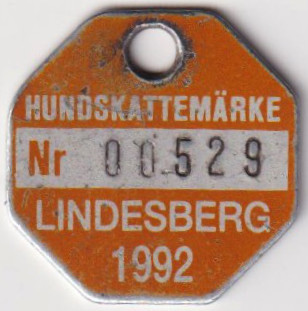 HUNDSKATTEMÄRKE
Nr 00529
LINDESBERG
1992